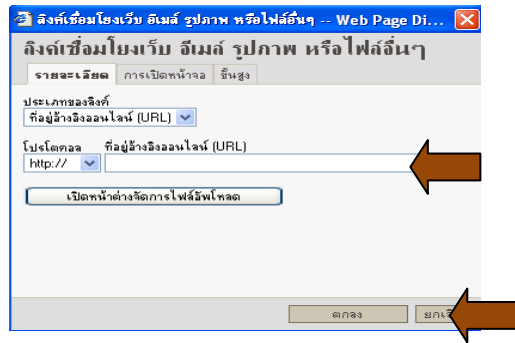 ลิงค์เชื่อมโยงเว็บ อีเมล์ รูปภาพ หรือไฟล์อื่นๆ -- Web Page Di...
ลิงค์เชื่อมโยงเว็บ อีเมล์ รูปภาพ หรือไฟล์อื่นๆ
รายละเอียด การเปิดหน้าจอ ขั้นสูง
ประเภทของลิงค์
ที่อยู่อ้างอิงออนไลน์ (URL)
โปรโตคอล ที่อยู่อ้างอิงออนไลน์ (URL)
http://
เปิดหน้าต่างจัดการไฟล์อัพโหลด
ตกลง